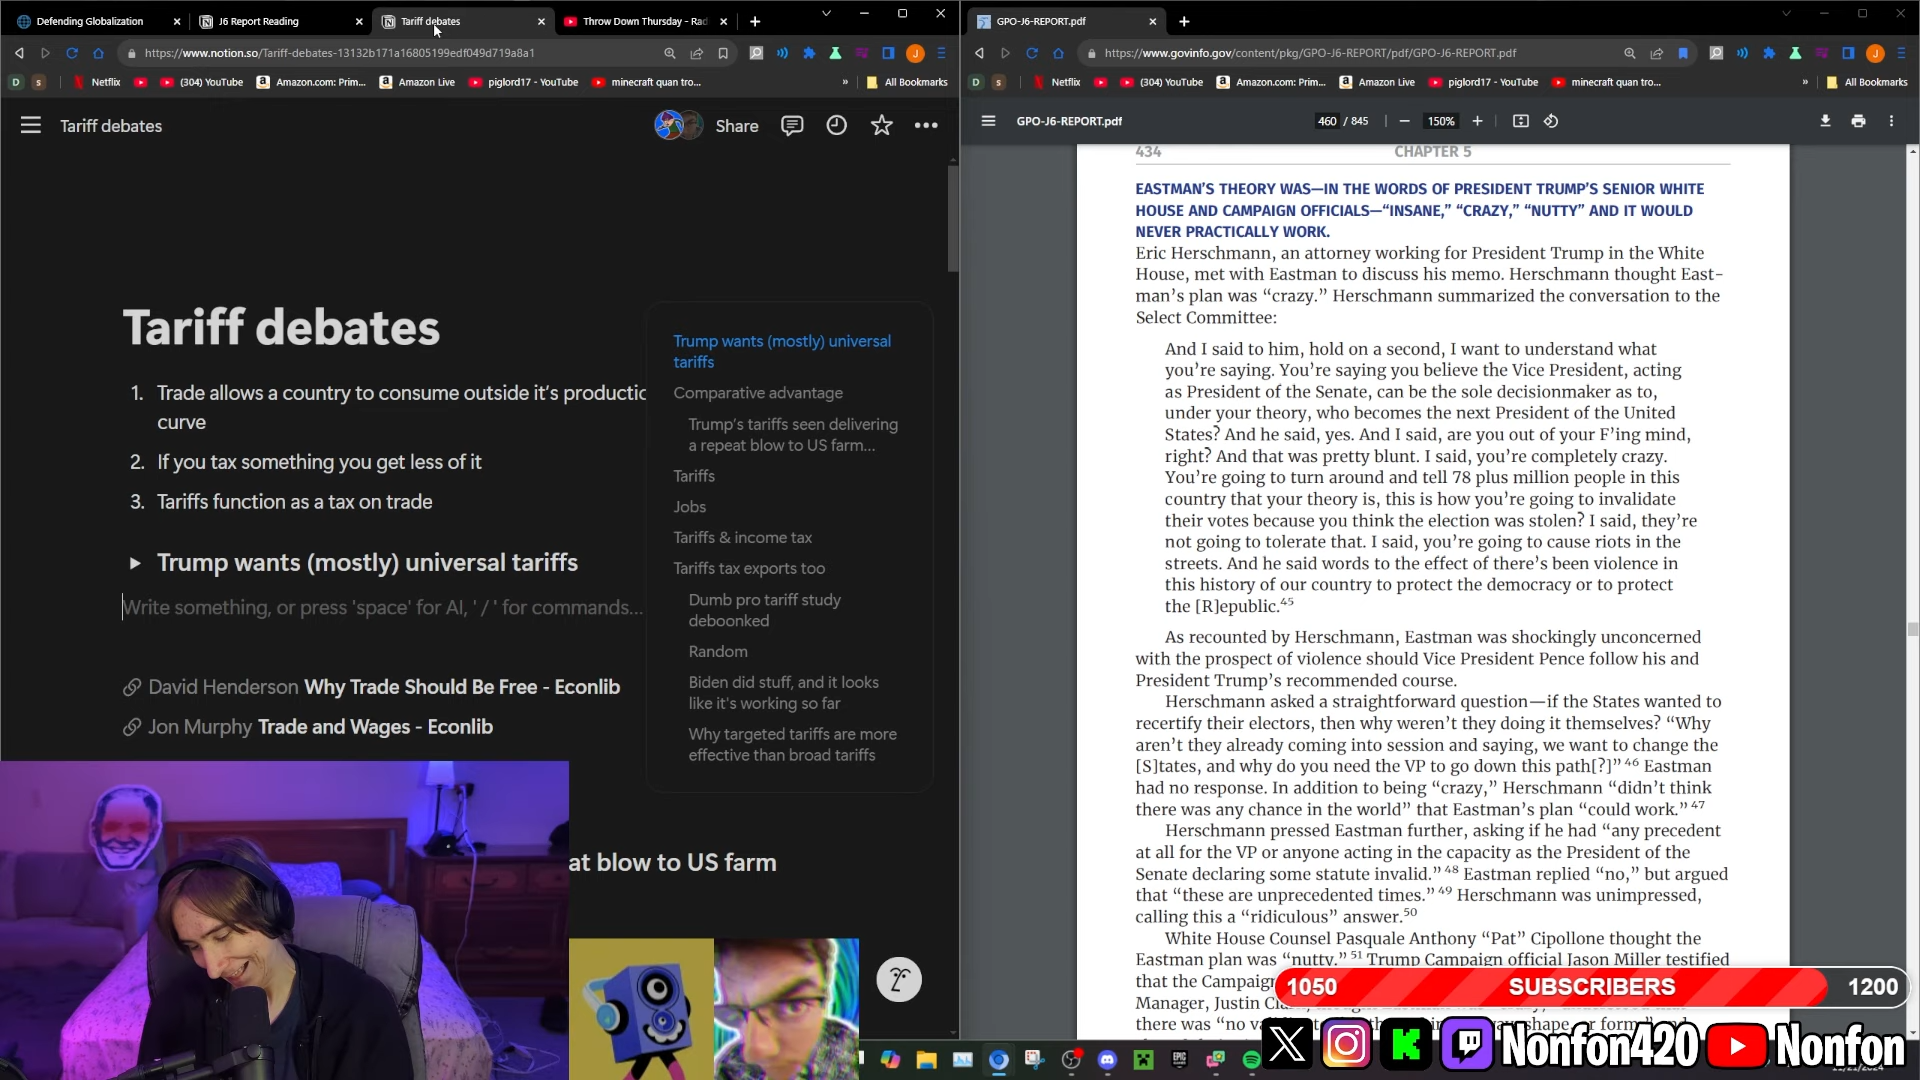 Defending Globalization
J6 Report Reading
Tariff debates
Throw Down Thursday - Rad
https://www.notion.so/Tariff-debates-13132b171a16805199edf049d719a8a1
D s Netflix (304) YouTube Amazon.com: Prim... Amazon Live piglord17 - YouTube minecraft quan tro... » All Bookmarks
Tariff debates
Share
Tariff debates
1. Trade allows a country to consume outside it's productio
curve
2. If you tax something you get less of it
3. Tariffs function as a tax on trade
Trump wants (mostly) universal tariffs
Write something, or press 'space' for AI, ' / ' for commands...
David Henderson Why Trade Should Be Free - Econlib
Jon Murphy Trade and Wages - Econlib
at blow to US farm
Trump wants (mostly) universal
tariffs
Comparative advantage
Trump's tariffs seen delivering
a repeat blow to US farm...
Tariffs
Jobs
Tariffs & income tax
Tariffs tax exports too
Dumb pro tariff study
deboonked
Random
Biden did stuff, and it looks
like it's working so far
Why targeted tariffs are more
effective than broad tariffs
GPO-J6-REPORT.pdf
https://www.govinfo.gov/content/pkg/GPO-J6-REPORT/pdf/GPO-J6-REPORT.pdf
D s Netflix (304) YouTube Amazon.com: Prim... Amazon Live piglord17 - YouTube minecraft quan tro... » All Bookmarks
GPO-J6-REPORT.pdf
460 / 845
150%
434 CHAPTER 5
EASTMAN'S THEORY WAS—IN THE WORDS OF PRESIDENT TRUMP'S SENIOR WHITE
HOUSE AND CAMPAIGN OFFICIALS—“INSANE,” “CRAZY,” “NUTTY” AND IT WOULD
NEVER PRACTICALLY WORK.
Eric Herschmann, an attorney working for President Trump in the White
House, met with Eastman to discuss his memo. Herschmann thought East-
man's plan was “crazy.” Herschmann summarized the conversation to the
Select Committee:
And I said to him, hold on a second, I want to understand what
you're saying. You're saying you believe the Vice President, acting
as President of the Senate, can be the sole decisionmaker as to,
under your theory, who becomes the next President of the United
States? And he said, yes. And I said, are you out of your F'ing mind,
right? And that was pretty blunt. I said, you're completely crazy.
You're going to turn around and tell 78 plus million people in this
country that your theory is, this is how you're going to invalidate
their votes because you think the election was stolen? I said, they're
not going to tolerate that. I said, you're going to cause riots in the
streets. And he said words to the effect of there's been violence in
this history of our country to protect the democracy or to protect
the [R]epublic.45
As recounted by Herschmann, Eastman was shockingly unconcerned
with the prospect of violence should Vice President Pence follow his and
President Trump's recommended course.
Herschmann asked a straightforward question—if the States wanted to
recertify their electors, then why weren't they doing it themselves? “Why
aren't they already coming into session and saying, we want to change the
[S]tates, and why do you need the VP to go down this path[?]” 46 Eastman
had no response. In addition to being “crazy,” Herschmann “didn't think
there was any chance in the world” that Eastman's plan “could work.” 47
Herschmann pressed Eastman further, asking if he had “any precedent
at all for the VP or anyone acting in the capacity as the President of the
Senate declaring some statute invalid.” 48 Eastman replied “no,” but argued
that “these are unprecedented times.” 49 Herschmann was unimpressed,
calling this a “ridiculous” answer.50
White House Counsel Pasquale Anthony “Pat” Cipollone thought the
Eastman plan was “nutty.” 51 Trump Campaign official Jason Miller testified
that the Campaign
Manager, Justin
there was “no
1050 SUBSCRIBERS 1200
Nonfon420
Nonfon